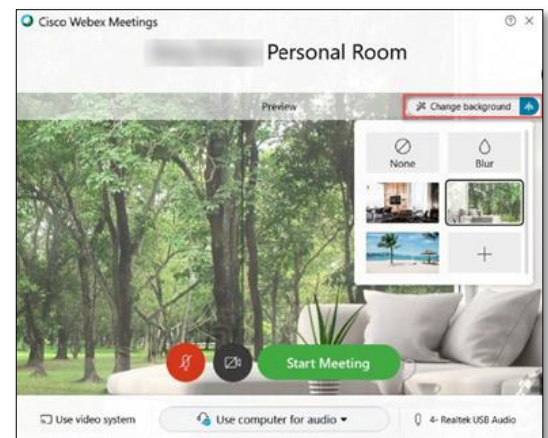 Cisco Webex Meetings
Personal Room
Preview
Change background
None
Blur
Start Meeting
Use video system
Use computer for audio
4- Realtek USB Audio